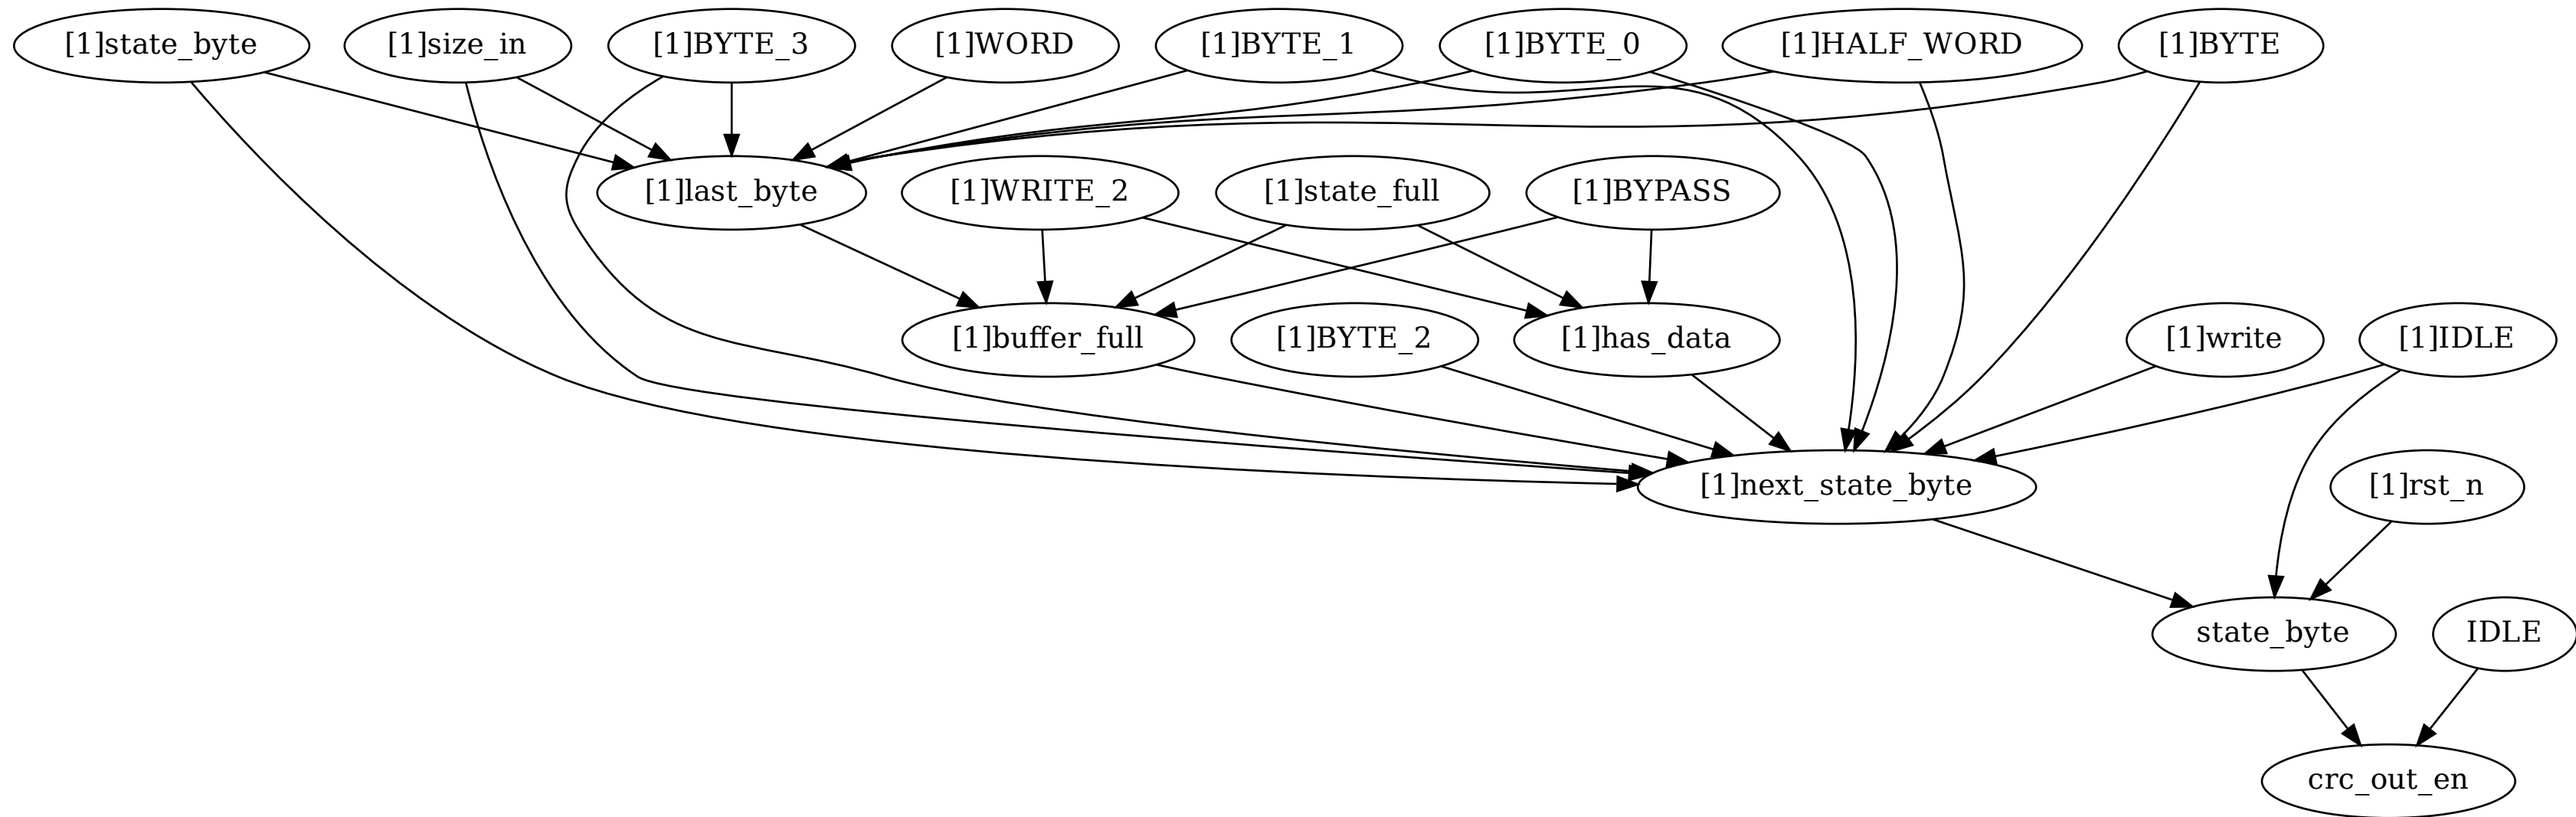 [1]state_byte
[1]size_in
[1]BYTE_3
[1]WORD
[1]BYTE_1
[1]BYTE_0
[1]HALF_WORD
[1]BYTE
[1]last_byte
[1]WRITE_2
[1]state_full
[1]BYPASS
[1]buffer_full
[1]BYTE_2
[1]has_data
[1]write
[1]IDLE
[1]next_state_byte
[1]rst_n
state_byte
IDLE
crc_out_en